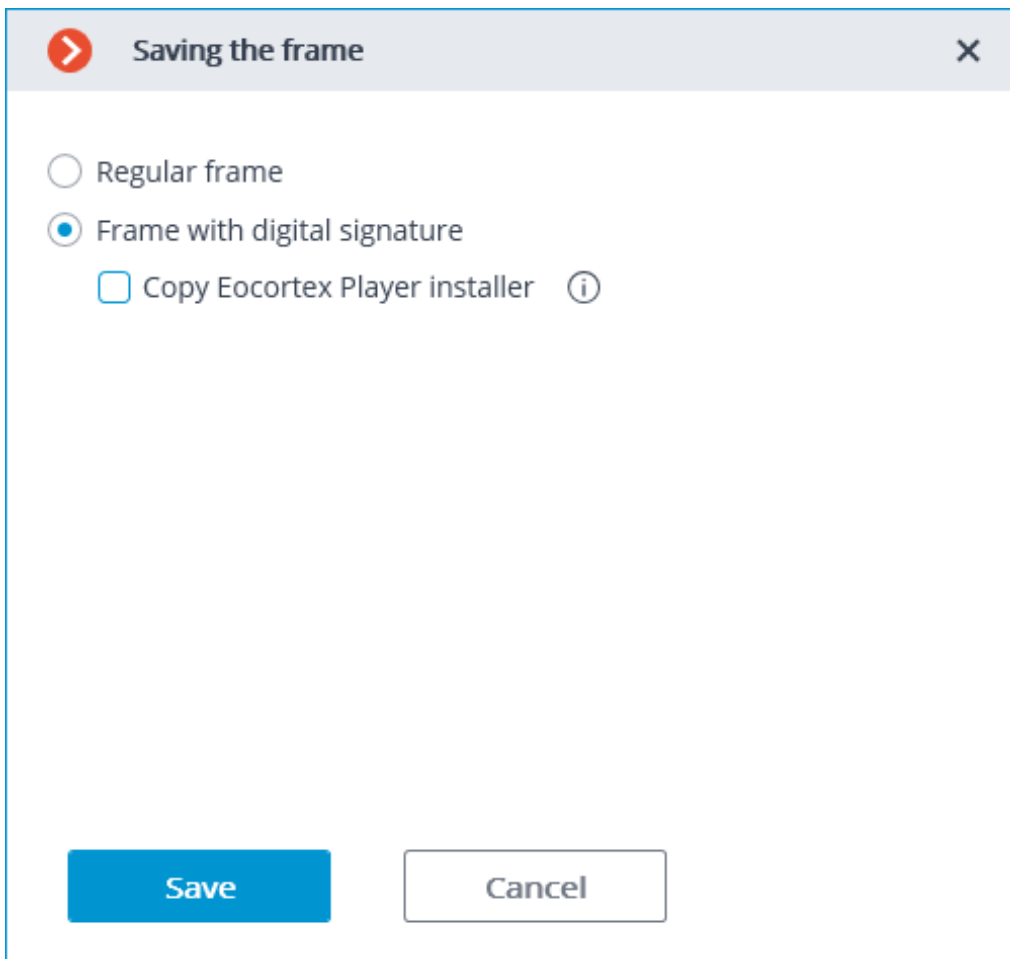 Saving the frame
Regular frame
Frame with digital signature
Copy Eocortex Player installer
Save
Cancel